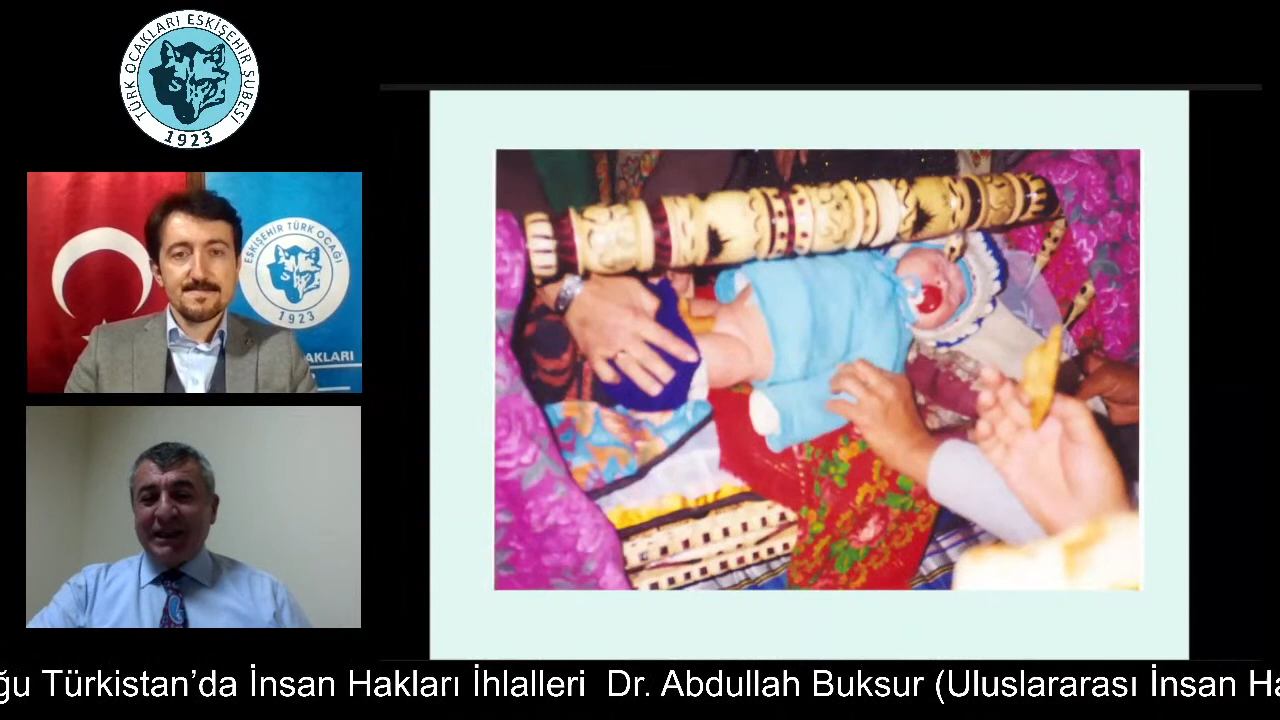 TÜRK OCAKLARI ESKİŞEHİR ŞUBESİ
1923
ESKİŞEHİR TÜRK OCAĞI
1923
AKLARI
ğu Türkistan’da İnsan Hakları İhlalleri Dr. Abdullah Buksur (Uluslararası İnsan Ha